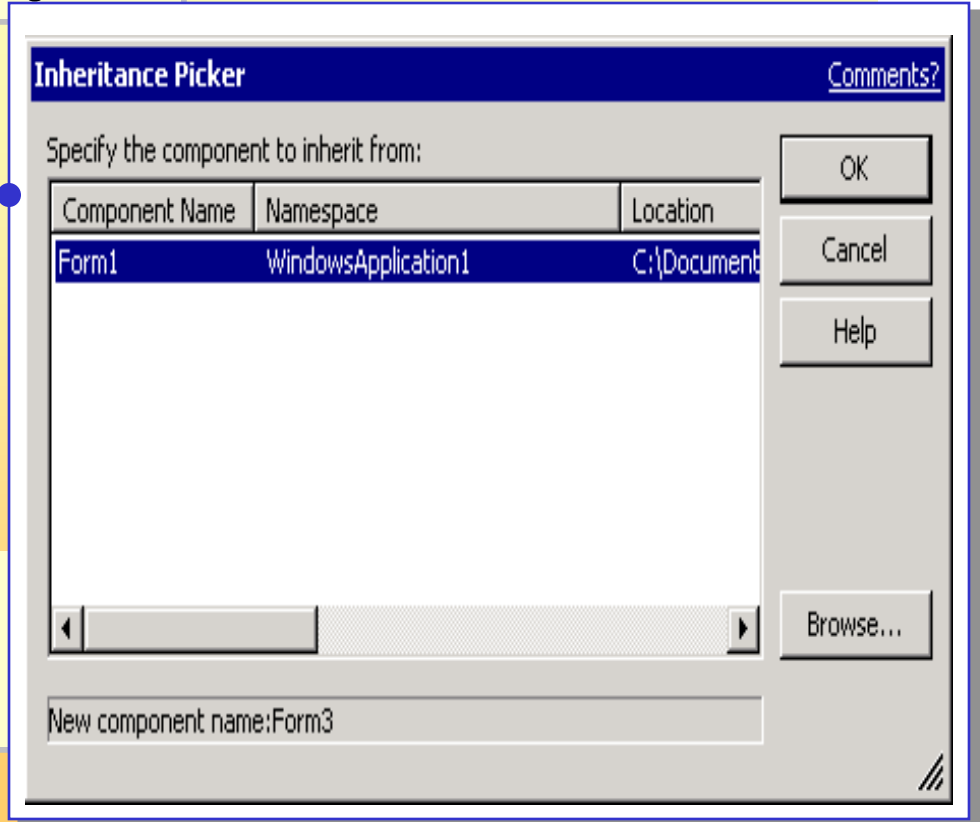 Inheritance Picker Comments?
Specify the component to inherit from:
OK
Component Name Namespace Location
Form1 WindowsApplication1 C:\Document
Cancel
Help
Browse...
New component name:Form3